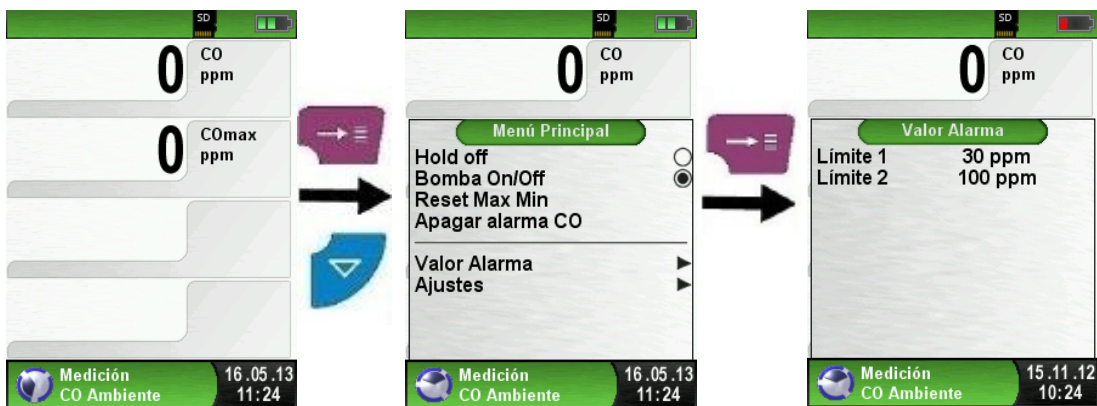 SD
0 CO
ppm
0 COmax
ppm
Medición 16.05.13
CO Ambiente 11:24
SD
0 CO
ppm
Menú Principal
Hold off
Bomba On/Off
Reset Max Min
Apagar alarma CO
Valor Alarma
Ajustes
Medición 16.05.13
CO Ambiente 11:24
SD
0 CO
ppm
Valor Alarma
Límite 1 30 ppm
Límite 2 100 ppm
Medición 15.11.12
CO Ambiente 10:24